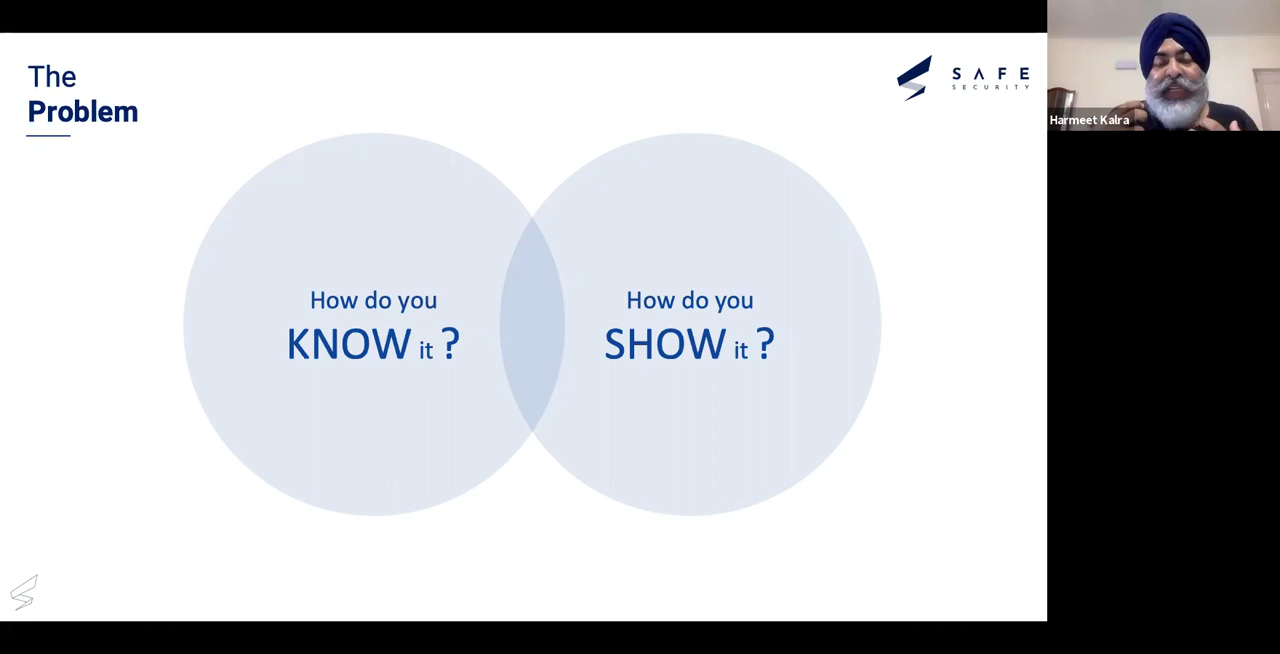 The
Problem
SAFE
SECURITY
How do you
KNOW it ?
How do you
SHOW it ?
Harmeet Kalra